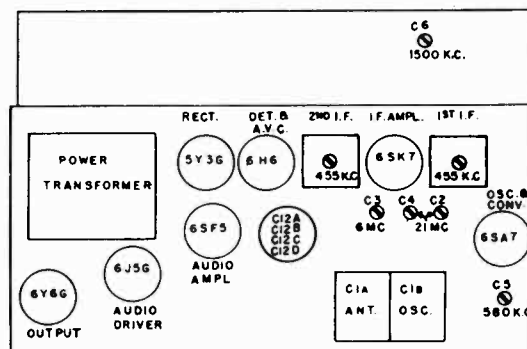 C6
1500 K.C.
RECT.
DET. &
A.V.C.
2ND I.F.
I.F. AMPL.
1ST I.F.
POWER
TRANSFORMER
5Y3G
6H6
455 K.C
6SK7
455 K.C
OSC. &
CONV.
6SF5
AUDIO
AMPL
C12A
C12B
C12C
C12D
C3
6MC
C4
C2
21MC
6SA7
6Y6G
OUTPUT
6J5G
AUDIO
DRIVER
C1A
ANT.
C1B
OSC.
C5
580 K.C